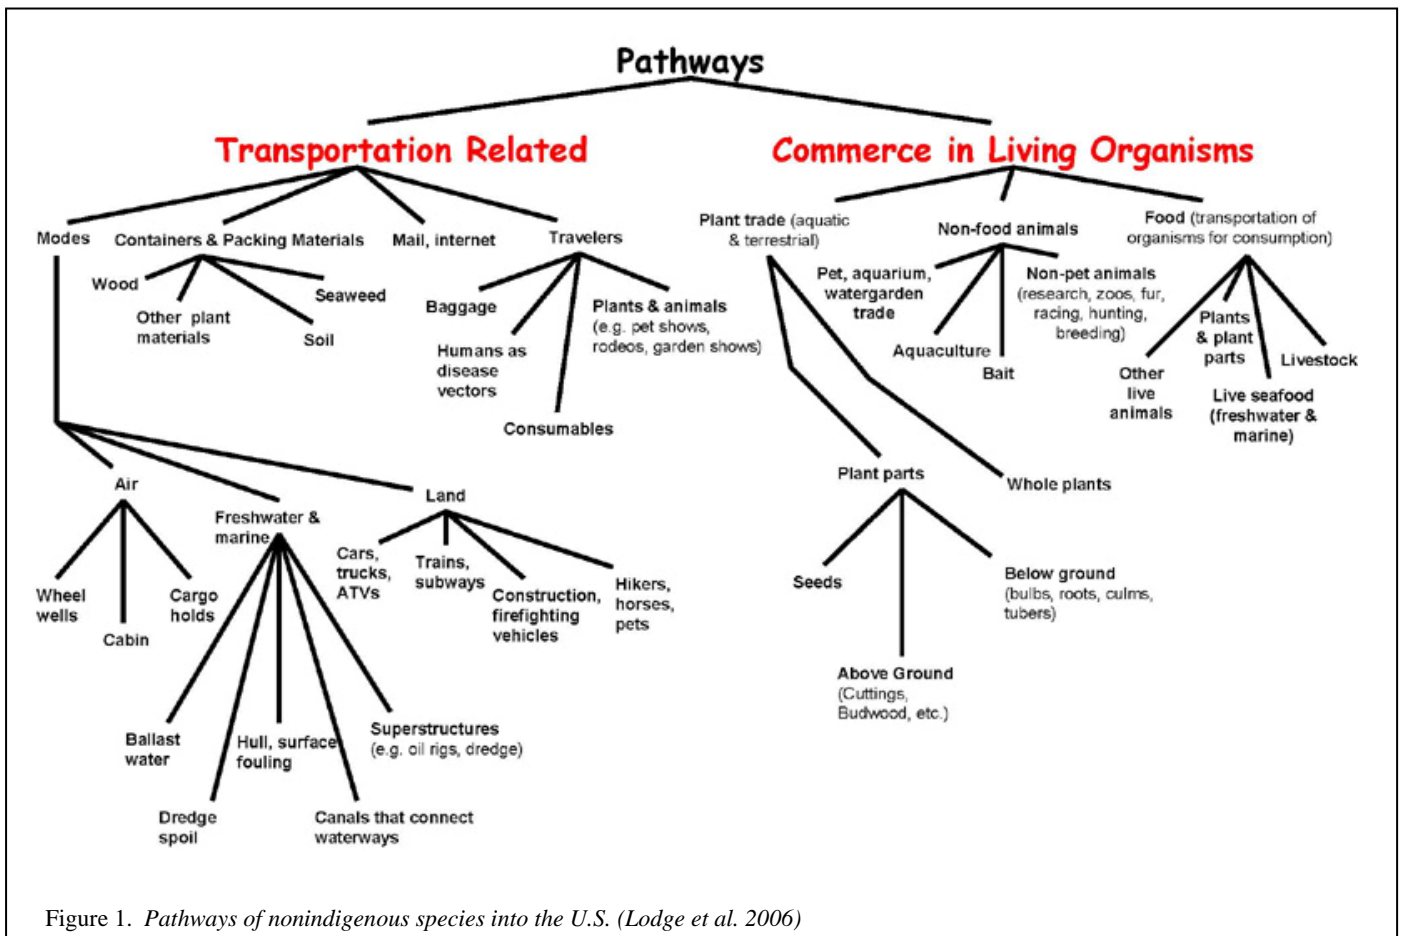 Pathways
Transportation Related
Commerce in Living Organisms
Modes
Containers & Packing Materials
Mail, internet
Travelers
Wood
Other plant
materials
Soil
Seaweed
Baggage
Humans as
disease
vectors
Consumables
Plants & animals
(e.g. pet shows,
rodeos, garden shows)
Air
Wheel
wells
Cabin
Cargo
holds
Freshwater &
marine
Ballast
water
Dredge
spoil
Hull, surface
fouling
Canals that connect
waterways
Superstructures
(e.g. oil rigs, dredge)
Land
Cars,
trucks,
ATVs
Trains,
subways
Construction,
firefighting
vehicles
Hikers,
horses,
pets
Plant trade (aquatic
& terrestrial)
Non-food animals
Food (transportation of
organisms for consumption)
Pet, aquarium,
watergarden
trade
Aquaculture
Bait
Non-pet animals
(research, zoos, fur,
racing, hunting,
breeding)
Other
live
animals
Plants
& plant
parts
Live seafood
(freshwater &
marine)
Livestock
Plant parts
Whole plants
Seeds
Above Ground
(Cuttings,
Budwood, etc.)
Below ground
(bulbs, roots, culms,
tubers)
Figure 1. Pathways of nonindigenous species into the U.S. (Lodge et al. 2006)